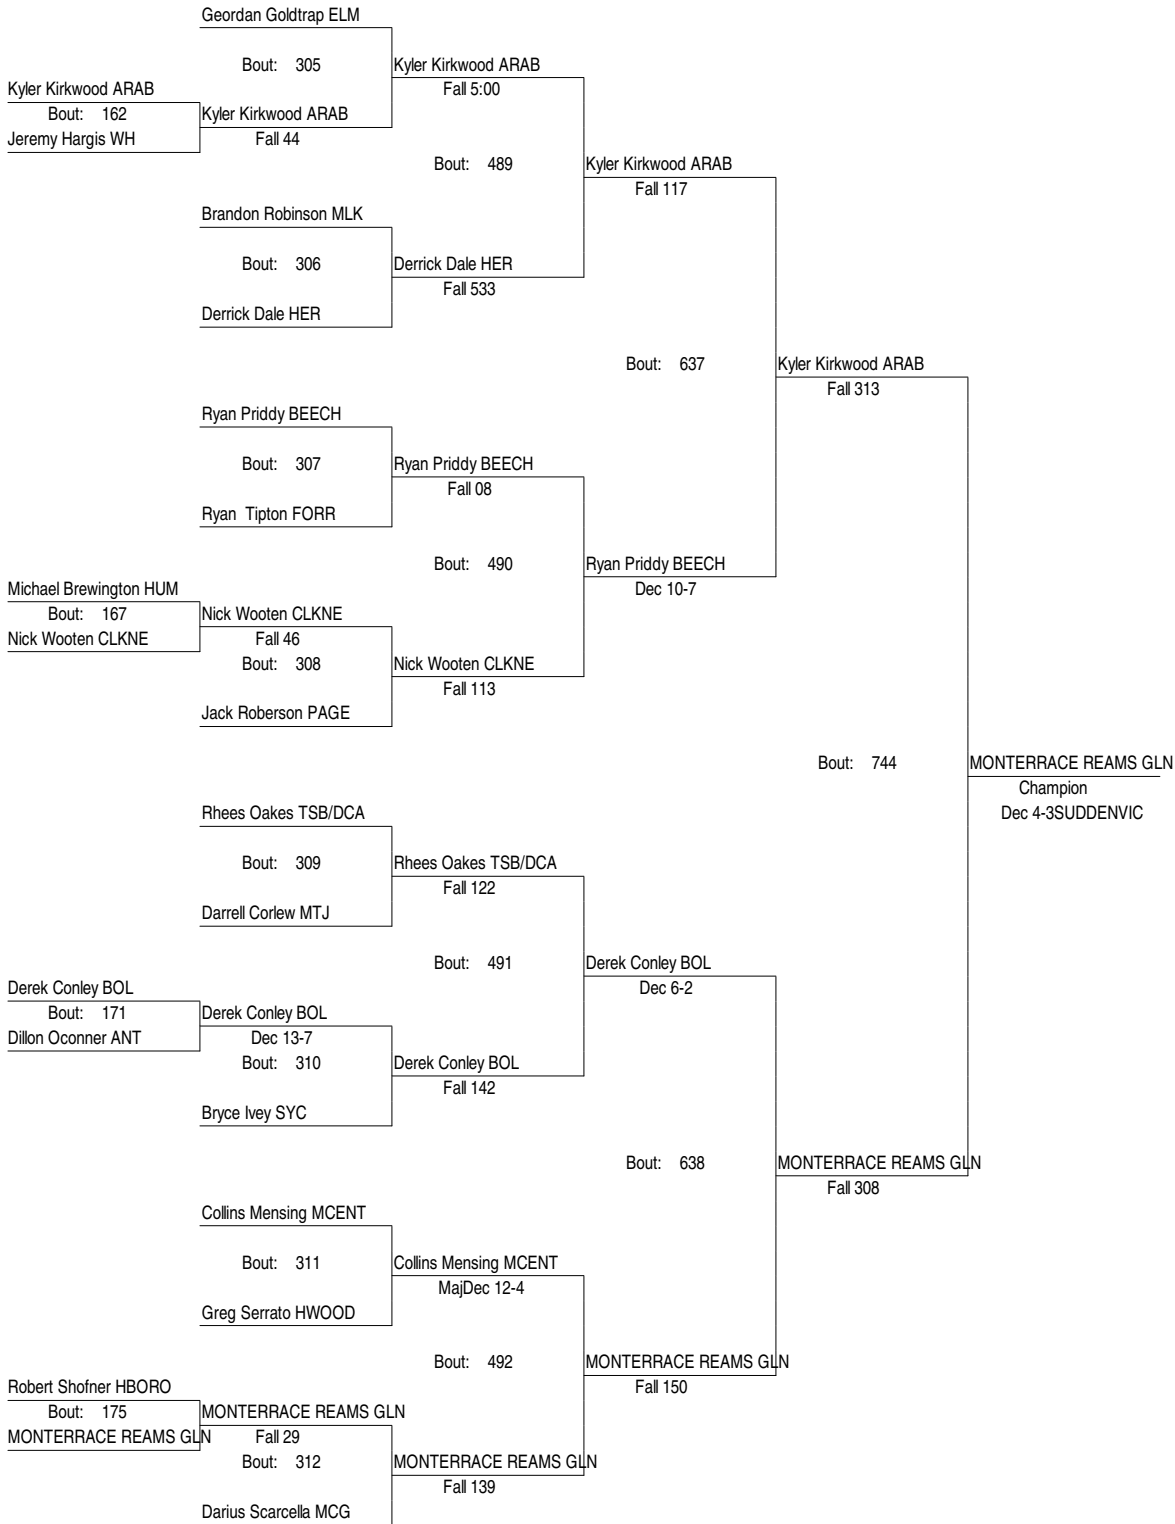 Geordan Goldtrap ELM
Bout: 305
Kyler Kirkwood ARAB
Fall 5:00
Kyler Kirkwood ARAB
Bout: 162
Kyler Kirkwood ARAB
Jeremy Hargis WH
Fall 44
Bout: 489
Kyler Kirkwood ARAB
Fall 117
Brandon Robinson MLK
Bout: 306
Derrick Dale HER
Fall 533
Derrick Dale HER
Bout: 637
Kyler Kirkwood ARAB
Fall 313
Ryan Priddy BEECH
Bout: 307
Ryan Priddy BEECH
Fall 08
Ryan Tipton FORR
Bout: 490
Ryan Priddy BEECH
Dec 10-7
Michael Brewington HUM
Bout: 167
Nick Wooten CLKNE
Nick Wooten CLKNE
Fall 46
Bout: 308
Nick Wooten CLKNE
Fall 113
Jack Roberson PAGE
Bout: 744
MONTERRACE REAMS GLN
Champion
Dec 4-3SUDDENVIC
Rhees Oakes TSB/DCA
Bout: 309
Rhees Oakes TSB/DCA
Fall 122
Darrell Corlew MTJ
Bout: 491
Derek Conley BOL
Dec 6-2
Derek Conley BOL
Bout: 171
Derek Conley BOL
Dillon Oconner ANT
Dec 13-7
Bout: 310
Derek Conley BOL
Fall 142
Bryce Ivey SYC
Bout: 638
MONTERRACE REAMS GLN
Fall 308
Collins Mensing MCENT
Bout: 311
Collins Mensing MCENT
MajDec 12-4
Greg Serrato HWOOD
Bout: 492
MONTERRACE REAMS GLN
Fall 150
Robert Shofner HBORO
Bout: 175
MONTERRACE REAMS GLN
MONTERRACE REAMS GLN
Fall 29
Bout: 312
MONTERRACE REAMS GLN
Fall 139
Darius Scarcella MCG